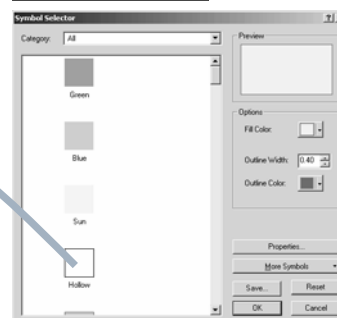 Symbol Selector
Category: All
Green
Blue
Sun
Hollow
Preview
Options
Fill Color:
Outline Width: 0.40
Outline Color:
Properties...
More Symbols
Save... Reset
OK Cancel